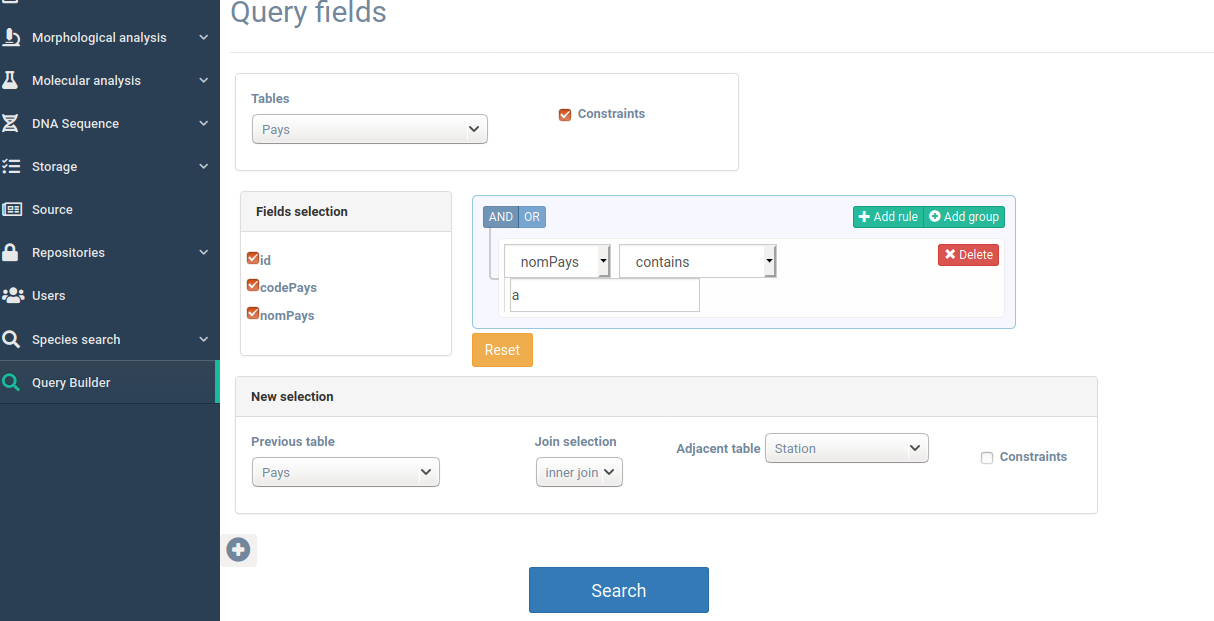 Query fields
Morphological analysis
Molecular analysis
DNA Sequence
Storage
Source
Repositories
Users
Species search
Query Builder
Tables
Pays
Constraints
Fields selection
id
codePays
nomPays
AND OR
Add rule Add group
nomPays contains
Delete
a
Reset
New selection
Previous table
Pays
Join selection
inner join
Adjacent table Station
Constraints
Search